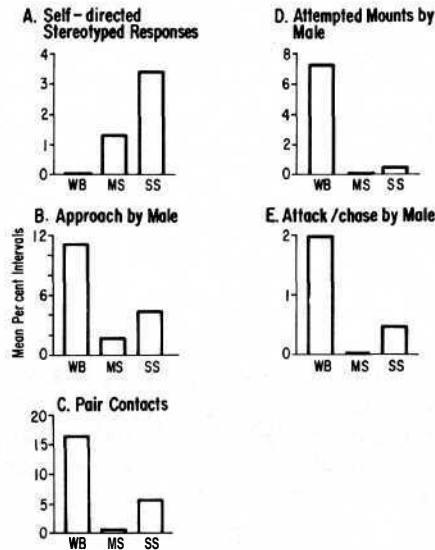 A. Self-directed
Stereotyped Responses
4
3
2
1
0
WB MS SS
B. Approach by Male
12
6
0
Mean Per cent Intervals
WB MS SS
C. Pair Contacts
20
15
10
5
0
WB MS SS
D. Attempted Mounts by
Male
8
6
4
2
0
WB MS SS
E. Attack/chase by Male
2
1
0
WB MS SS